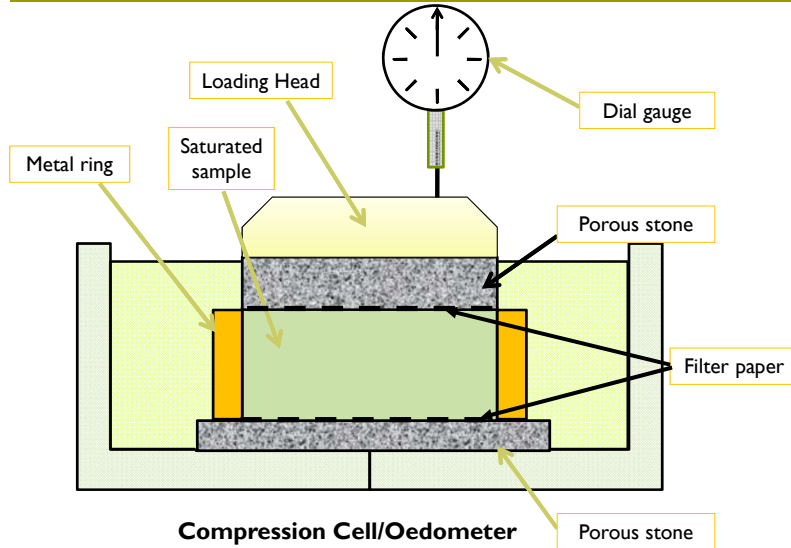 Loading Head
Dial gauge
Saturated
sample
Metal ring
Porous stone
Filter paper
Compression Cell/Oedometer
Porous stone